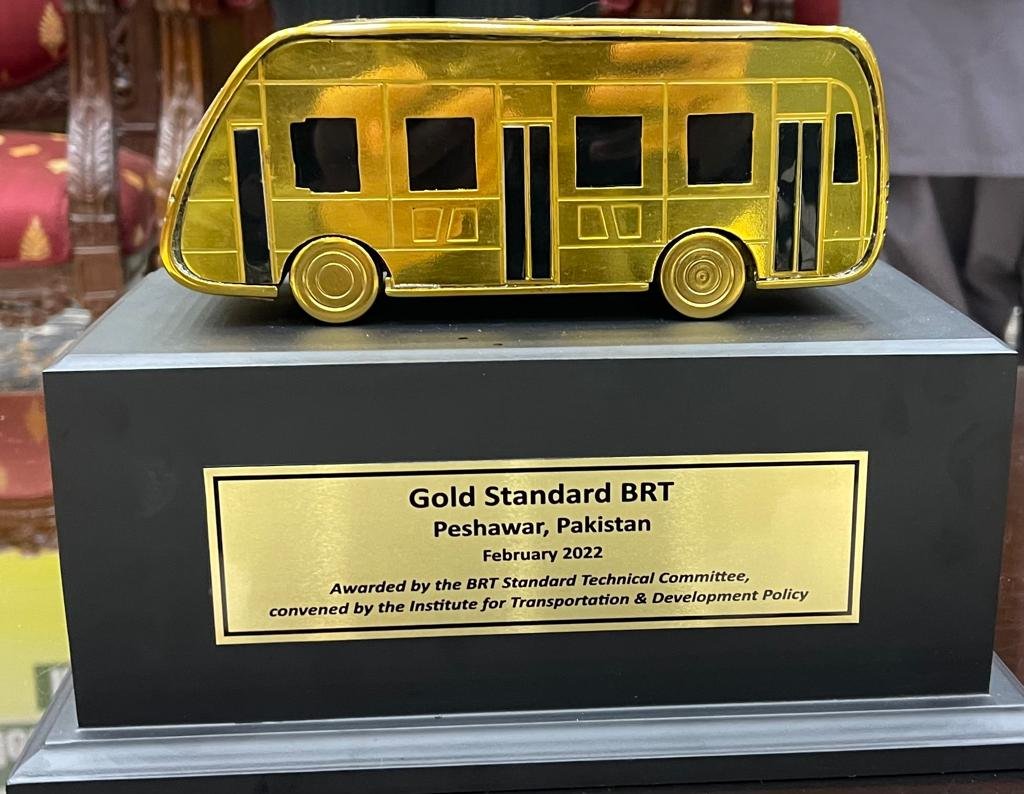 Gold Standard BRT
Peshawar, Pakistan
February 2022
Awarded by the BRT Standard Technical Committee,
convened by the Institute for Transportation & Development Policy